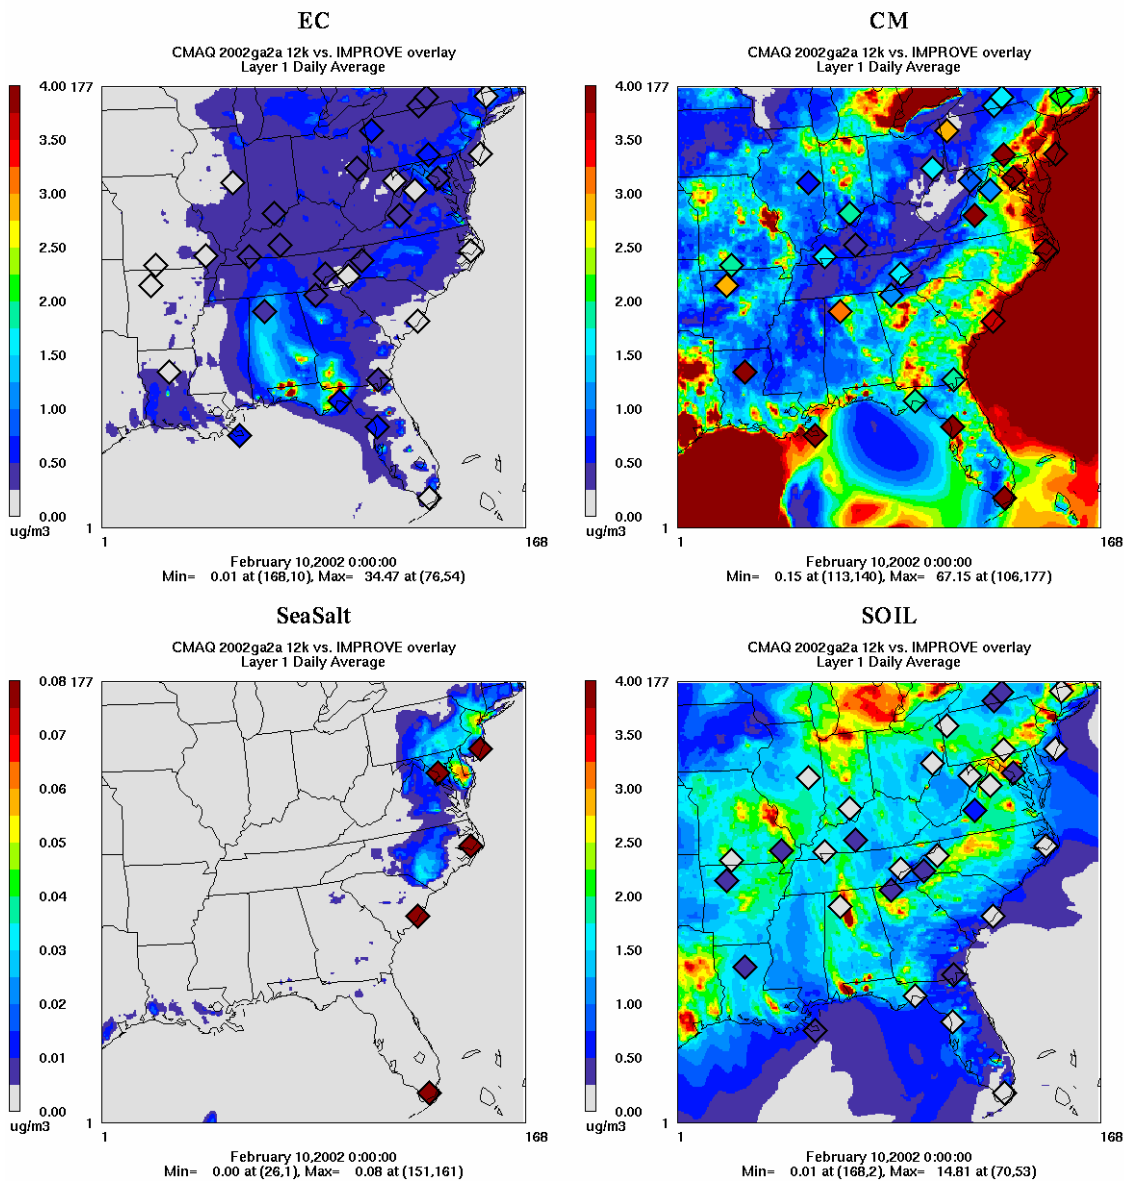 EC
CMAQ 2002ga2a 12k vs. IMPROVE overlay
Layer 1 Daily Average
4.00 177
3.50
3.00
2.50
2.00
1.50
1.00
0.50
0.00
ug/m3
1
1 168
February 10,2002 0:00:00
Min= 0.01 at (168,10), Max= 34.47 at (76,54)
CM
CMAQ 2002ga2a 12k vs. IMPROVE overlay
Layer 1 Daily Average
4.00 177
3.50
3.00
2.50
2.00
1.50
1.00
0.50
0.00
ug/m3
1
1 168
February 10,2002 0:00:00
Min= 0.15 at (113,140), Max= 67.15 at (106,177)
SeaSalt
CMAQ 2002ga2a 12k vs. IMPROVE overlay
Layer 1 Daily Average
0.08 177
0.07
0.06
0.05
0.04
0.03
0.02
0.01
0.00
ug/m3
1
1 168
February 10,2002 0:00:00
Min= 0.00 at (26,1), Max= 0.08 at (151,161)
SOIL
CMAQ 2002ga2a 12k vs. IMPROVE overlay
Layer 1 Daily Average
4.00 177
3.50
3.00
2.50
2.00
1.50
1.00
0.50
0.00
ug/m3
1
1 168
February 10,2002 0:00:00
Min= 0.01 at (168,2), Max= 14.81 at (70,53)